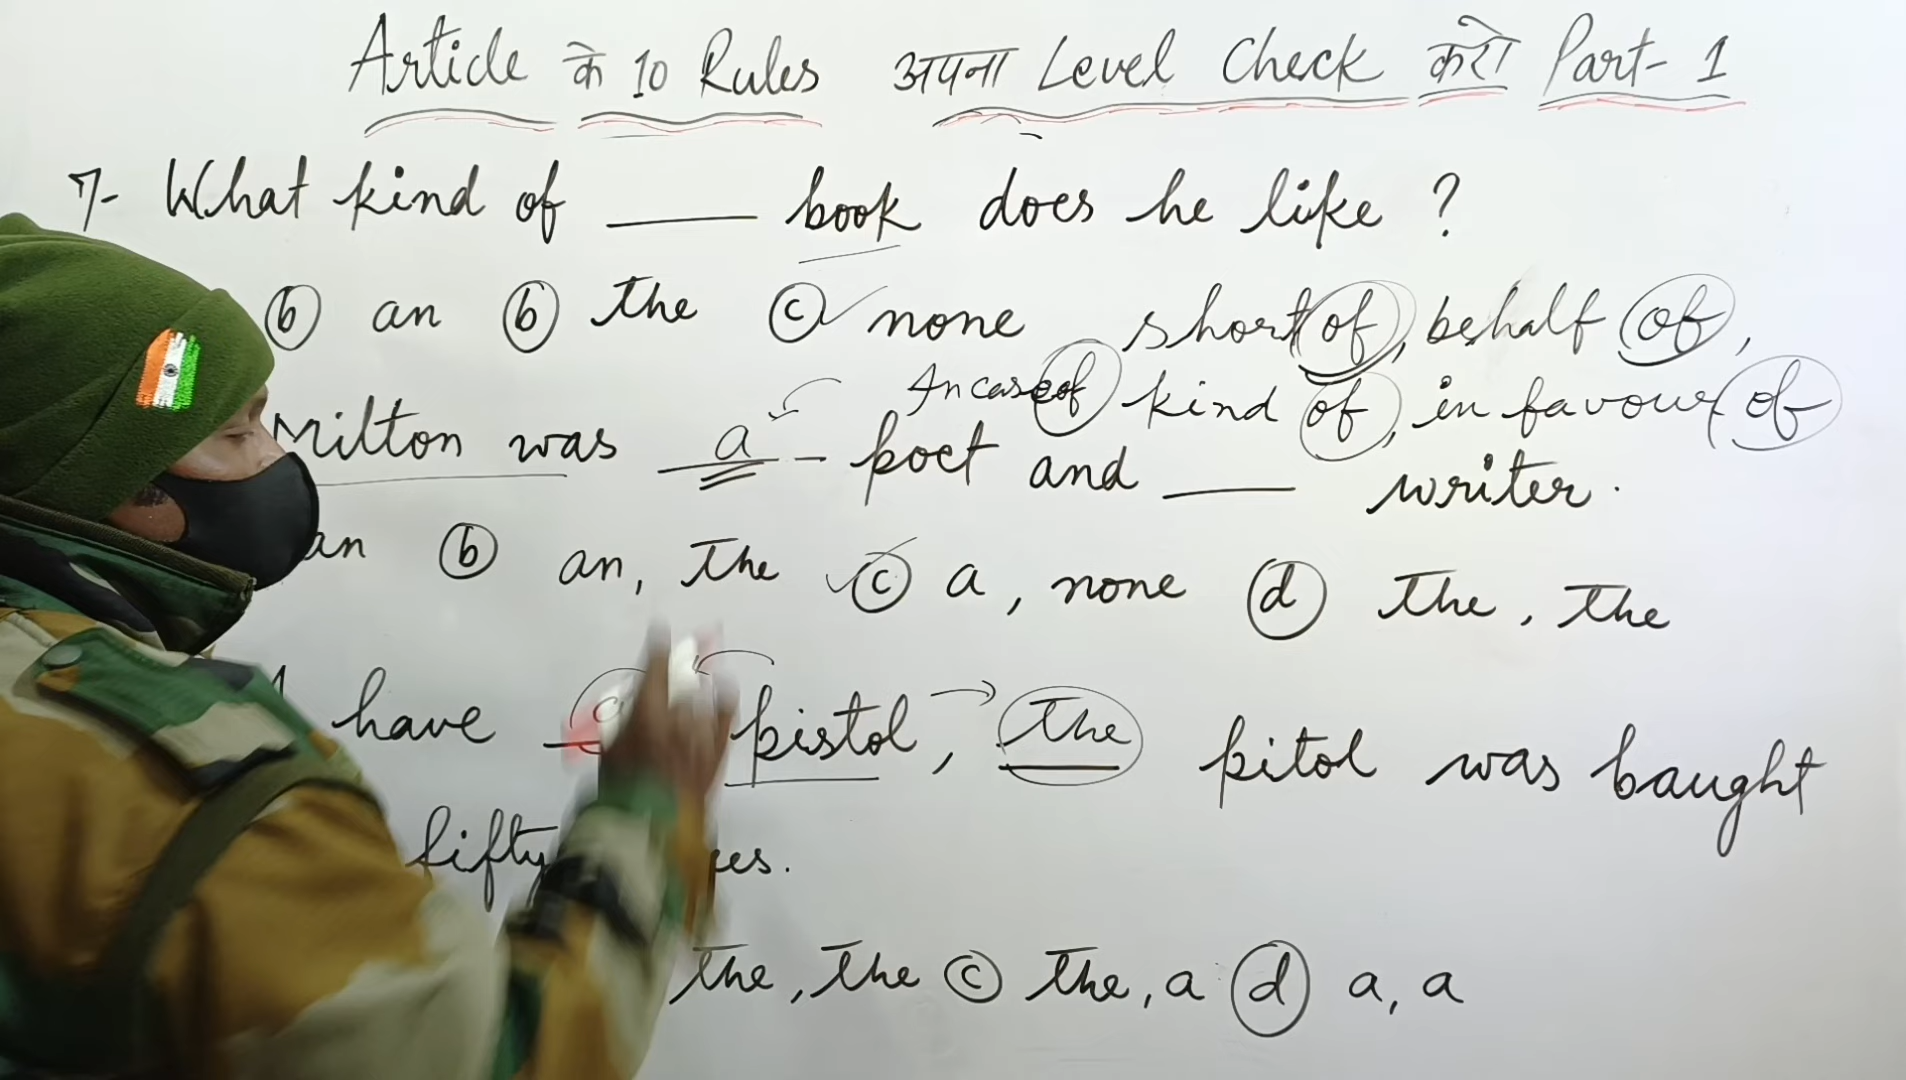 Article के 10 Rules अपना Level Check करो Part- 1
7- What kind of ____ book does he like ?
ⓑ an ⓑ the ⓒ none short of, behalf of,
In case of kind of, in favour of
Milton was a poet and ____ writer.
an ⓑ an, the ⓒ a, none ⓓ the, the
have a pistol, the pitol was baught
fifty
the, the ⓒ the, a ⓓ a, a